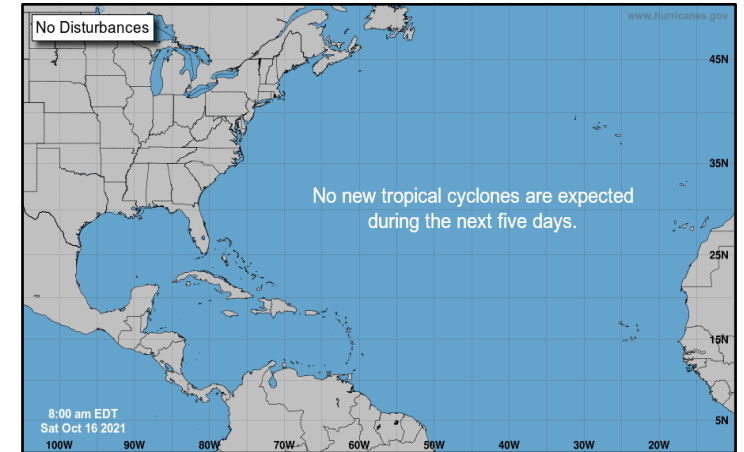 No Disturbances
www.hurricanes.gov
45N
35N
No new tropical cyclones are expected
during the next five days.
25N
15N
8:00 am EDT
Sat Oct 16 2021
5N
100W 90W 80W 70W 60W 50W 40W 30W 20W